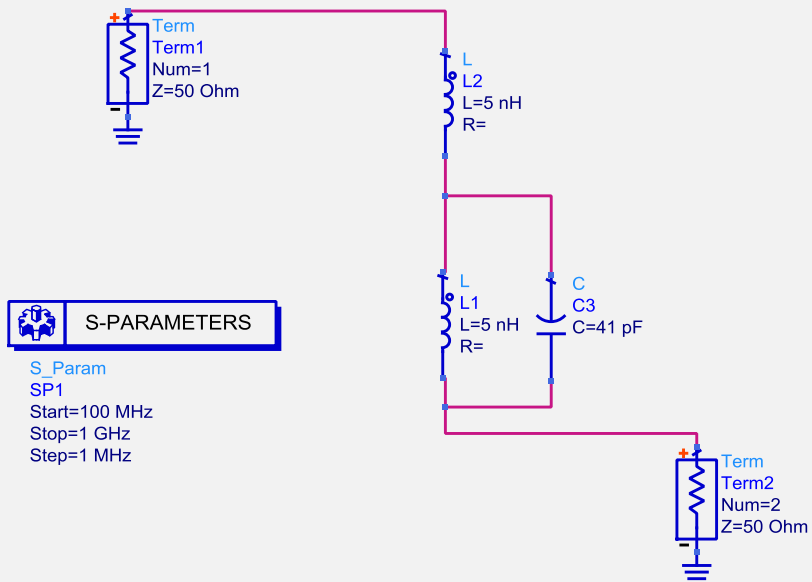 +
Term
Term1
Num=1
Z=50 Ohm
-
L
L2
L=5 nH
R=
L
L1
L=5 nH
R=
C
C3
C=41 pF
S-PARAMETERS
S_Param
SP1
Start=100 MHz
Stop=1 GHz
Step=1 MHz
+
Term
Term2
Num=2
Z=50 Ohm
-